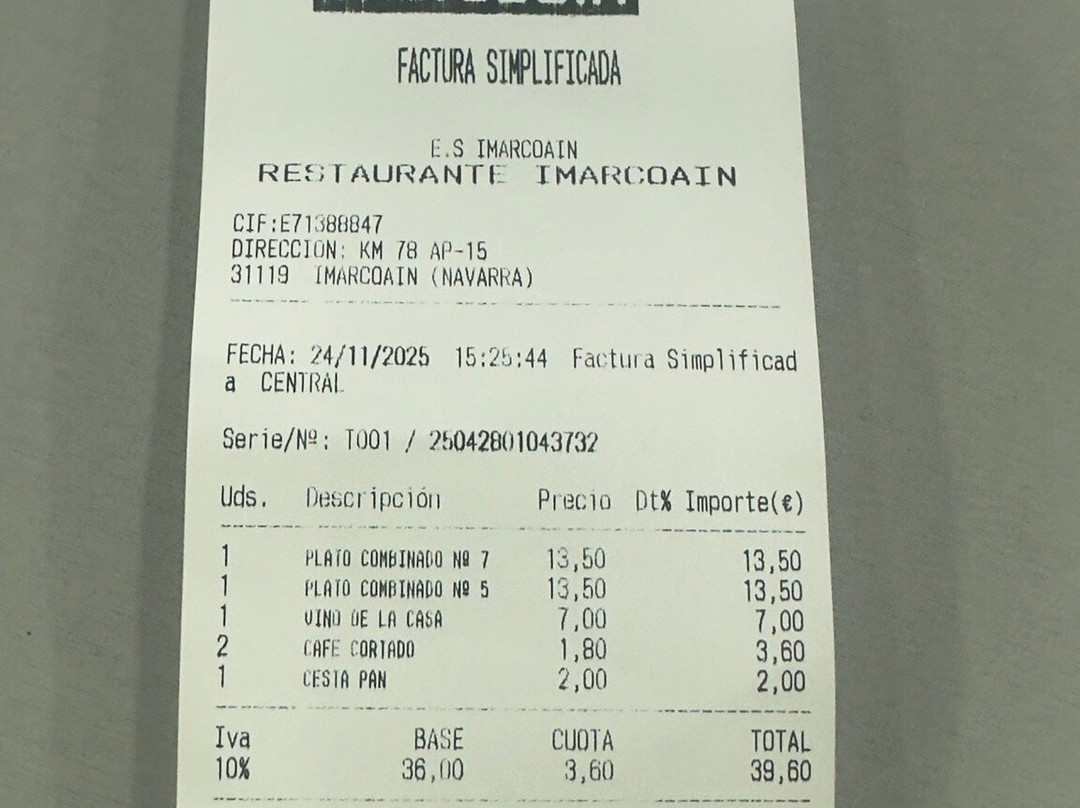 FACTURA SIMPLIFICADA
E.S IMARCOAIN
RESTAURANTE IMARCOAIN
CIF:E71388847
DIRECCION: KM 78 AP-15
31119 IMARCOAIN (NAVARRA)
FECHA: 24/11/2025 15:25:44 Factura Simplificad
a CENTRAL
Serie/Nº: T001 / 25042801043732
Uds. Descripción Precio Dt% Importe(€)
1 PLATO COMBINADO Nº 7 13,50 13,50
1 PLATO COMBINADO Nº 5 13,50 13,50
1 VINO DE LA CASA 7,00 7,00
2 CAFE CORTADO 1,80 3,60
1 CESTA PAN 2,00 2,00
Iva BASE CUOTA TOTAL
10% 36,00 3,60 39,60